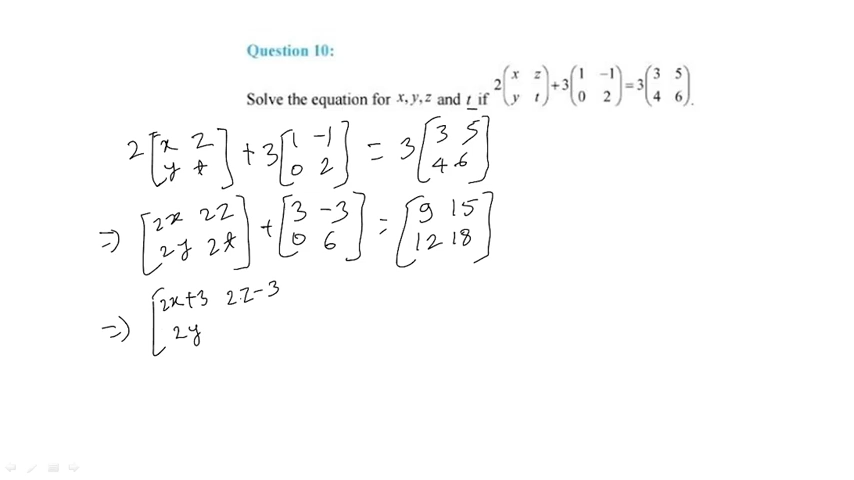 Question 10:
Solve the equation for x, y, z and t if 2(x z y t)+3(1 -1 0 2)=3(3 5 4 6).
2[x z y t] + 3[1 -1 0 2] = 3[3 5 4 6]
=> [2x 2z 2y 2t] + [3 -3 0 6] = [9 15 12 18]
=> [2x+3 2z-3
2y